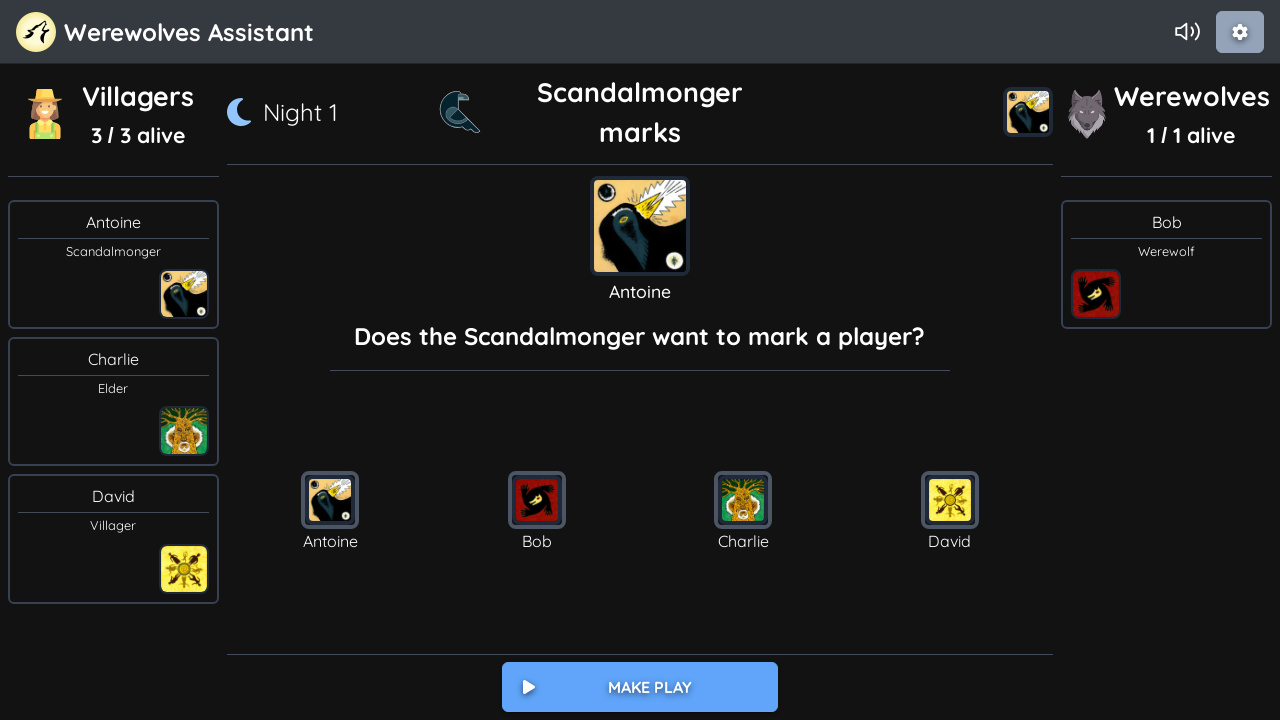 Werewolves Assistant
Villagers
3 / 3 alive
Night 1
Scandalmonger
marks
Werewolves
1 / 1 alive
Antoine
Scandalmonger
Charlie
Elder
David
Villager
Antoine
Does the Scandalmonger want to mark a player?
Antoine
Bob
Charlie
David
MAKE PLAY
Bob
Werewolf